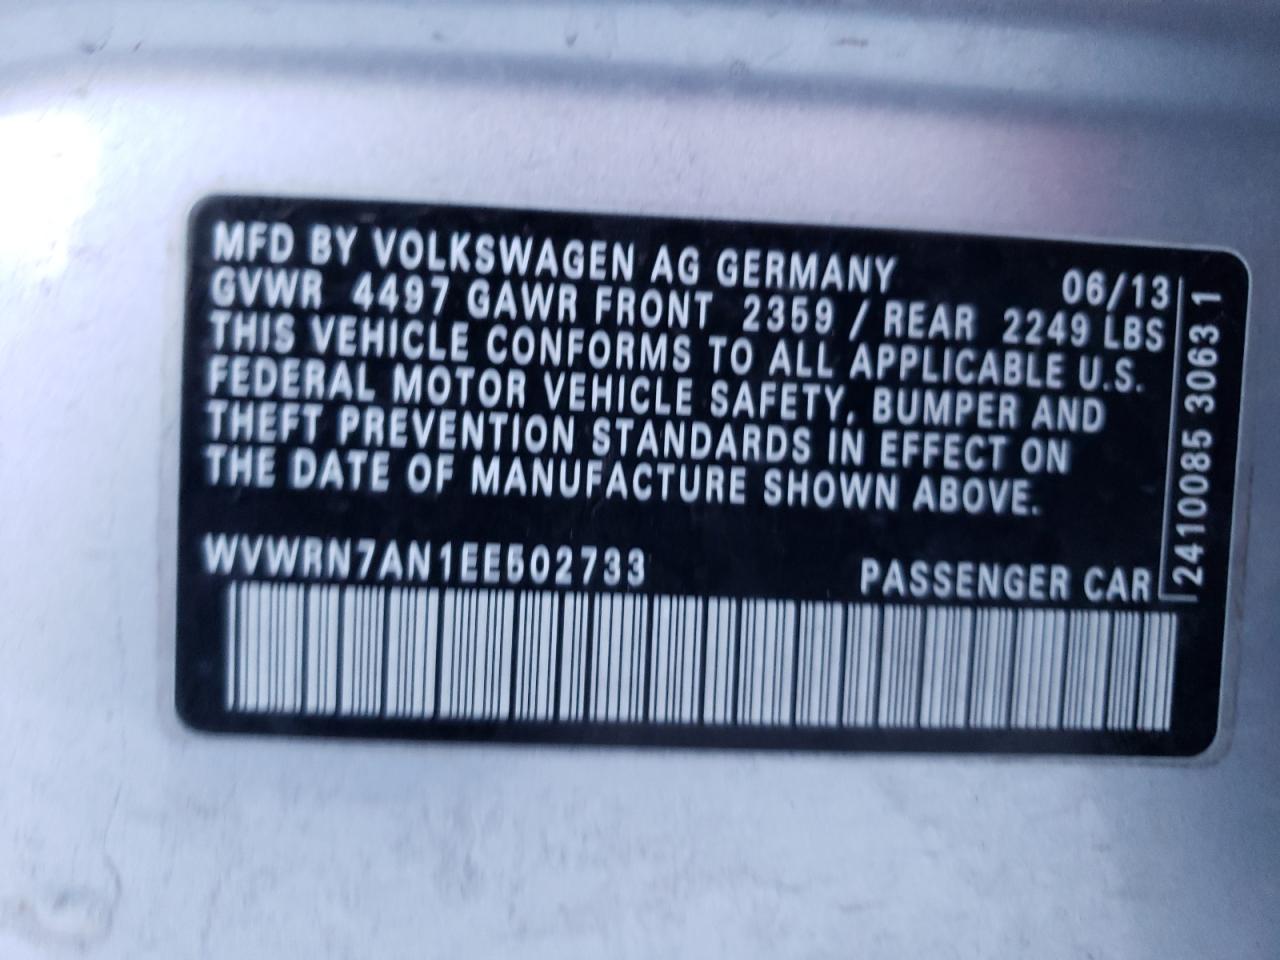 MFD BY VOLKSWAGEN AG GERMANY 06/13
GVWR 4497 GAWR FRONT 2359 / REAR 2249 LBS
THIS VEHICLE CONFORMS TO ALL APPLICABLE U.S.
FEDERAL MOTOR VEHICLE SAFETY, BUMPER AND
THEFT PREVENTION STANDARDS IN EFFECT ON
THE DATE OF MANUFACTURE SHOWN ABOVE.
WVWRN7AN1EE502733 PASSENGER CAR
2410085 3063 1